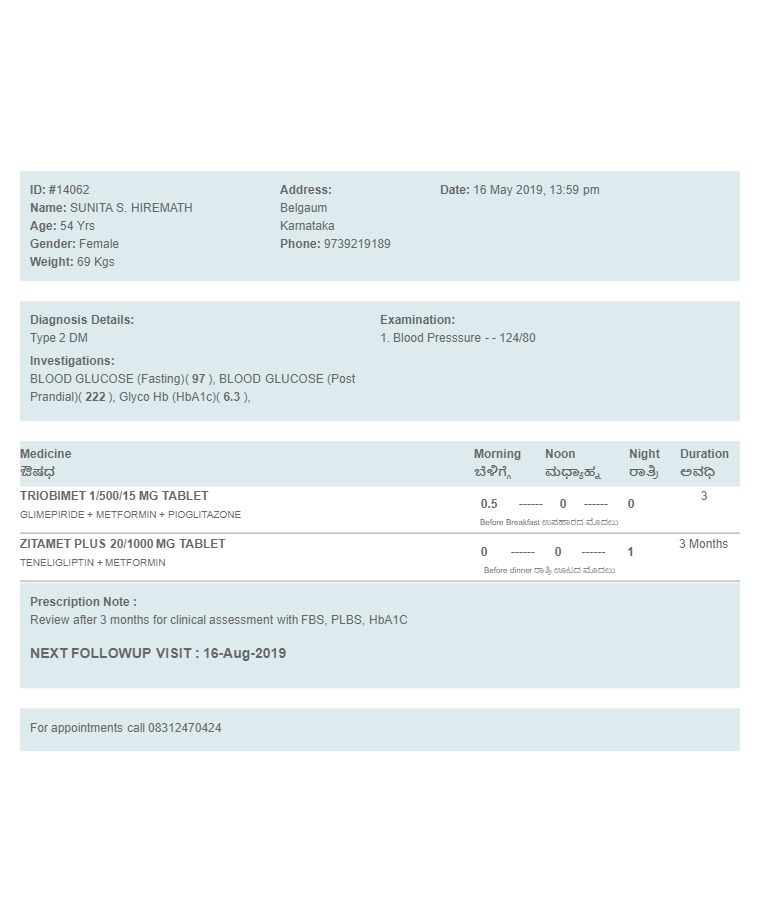 ID: #14062
Name: SUNITA S. HIREMATH
Age: 54 Yrs
Gender: Female
Weight: 69 Kgs
Address:
Belgaum
Karnataka
Phone: 9739219189
Date: 16 May 2019, 13:59 pm
Diagnosis Details:
Type 2 DM
Investigations:
BLOOD GLUCOSE (Fasting)( 97 ), BLOOD GLUCOSE (Post
Prandial)( 222 ), Glyco Hb (HbA1c)( 6.3 ),
Examination:
1. Blood Presssure - - 124/80
Medicine Morning Noon Night Duration
ಔಷಧ ಬೆಳಿಗ್ಗೆ ಮಧ್ಯಾಹ್ನ ರಾತ್ರಿ ಅವಧಿ
TRIOBIMET 1/500/15 MG TABLET 3
0.5 ------ 0 ------ 0
GLIMEPIRIDE + METFORMIN + PIOGLITAZONE
Before Breakfast ಉಪಹಾರದ ಮೊದಲು
ZITAMET PLUS 20/1000 MG TABLET 3 Months
0 ------ 0 ------ 1
TENELIGLIPTIN + METFORMIN
Before dinner ರಾತ್ರಿ ಊಟದ ಮೊದಲು
Prescription Note :
Review after 3 months for clinical assessment with FBS, PLBS, HbA1C
NEXT FOLLOWUP VISIT : 16-Aug-2019
For appointments call 08312470424